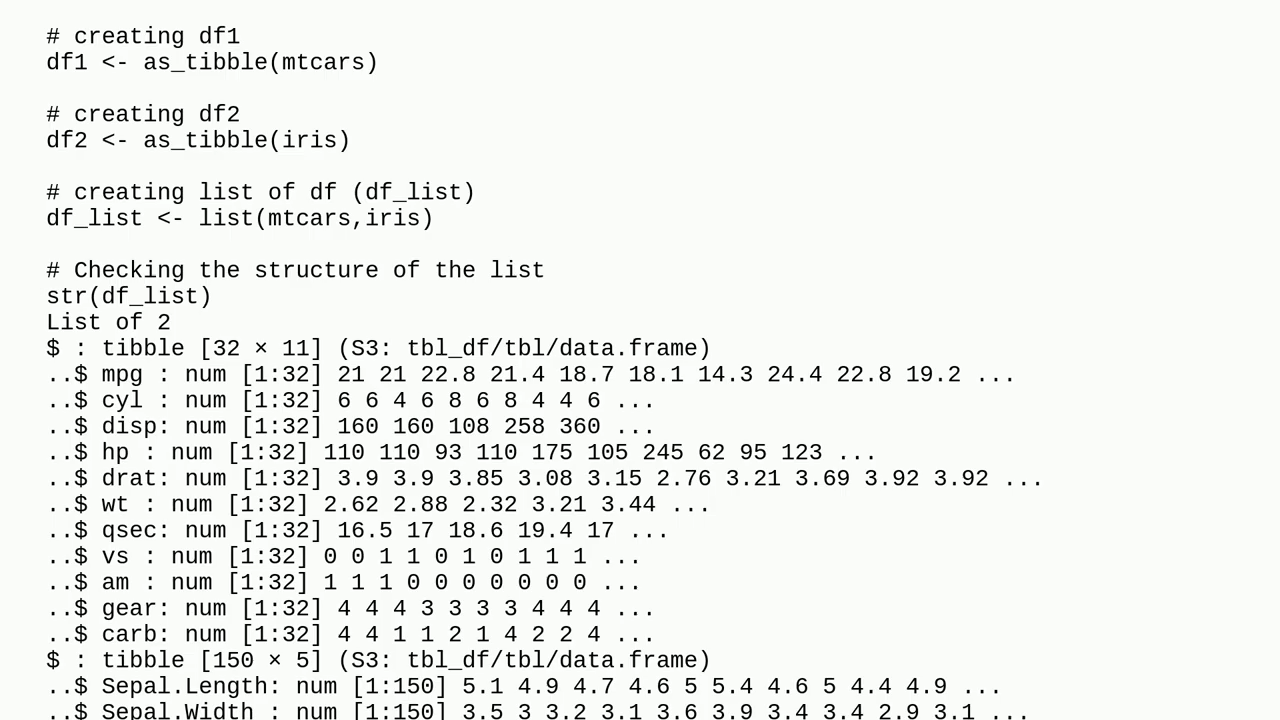 # creating df1
df1 <- as_tibble(mtcars)
# creating df2
df2 <- as_tibble(iris)
# creating list of df (df_list)
df_list <- list(mtcars,iris)
# Checking the structure of the list
str(df_list)
List of 2
$ : tibble [32 × 11] (S3: tbl_df/tbl/data.frame)
..$ mpg : num [1:32] 21 21 22.8 21.4 18.7 18.1 14.3 24.4 22.8 19.2 ...
..$ cyl : num [1:32] 6 6 4 6 8 6 8 4 4 6 ...
..$ disp: num [1:32] 160 160 108 258 360 ...
..$ hp : num [1:32] 110 110 93 110 175 105 245 62 95 123 ...
..$ drat: num [1:32] 3.9 3.9 3.85 3.08 3.15 2.76 3.21 3.69 3.92 3.92 ...
..$ wt : num [1:32] 2.62 2.88 2.32 3.21 3.44 ...
..$ qsec: num [1:32] 16.5 17 18.6 19.4 17 ...
..$ vs : num [1:32] 0 0 1 1 0 1 0 1 1 1 ...
..$ am : num [1:32] 1 1 1 0 0 0 0 0 0 0 ...
..$ gear: num [1:32] 4 4 4 3 3 3 3 4 4 4 ...
..$ carb: num [1:32] 4 4 1 1 2 1 4 2 2 4 ...
$ : tibble [150 × 5] (S3: tbl_df/tbl/data.frame)
..$ Sepal.Length: num [1:150] 5.1 4.9 4.7 4.6 5 5.4 4.6 5 4.4 4.9 ...
..$ Sepal.Width : num [1:150] 3.5 3 3.2 3.1 3.6 3.9 3.4 3.4 2.9 3.1 ...